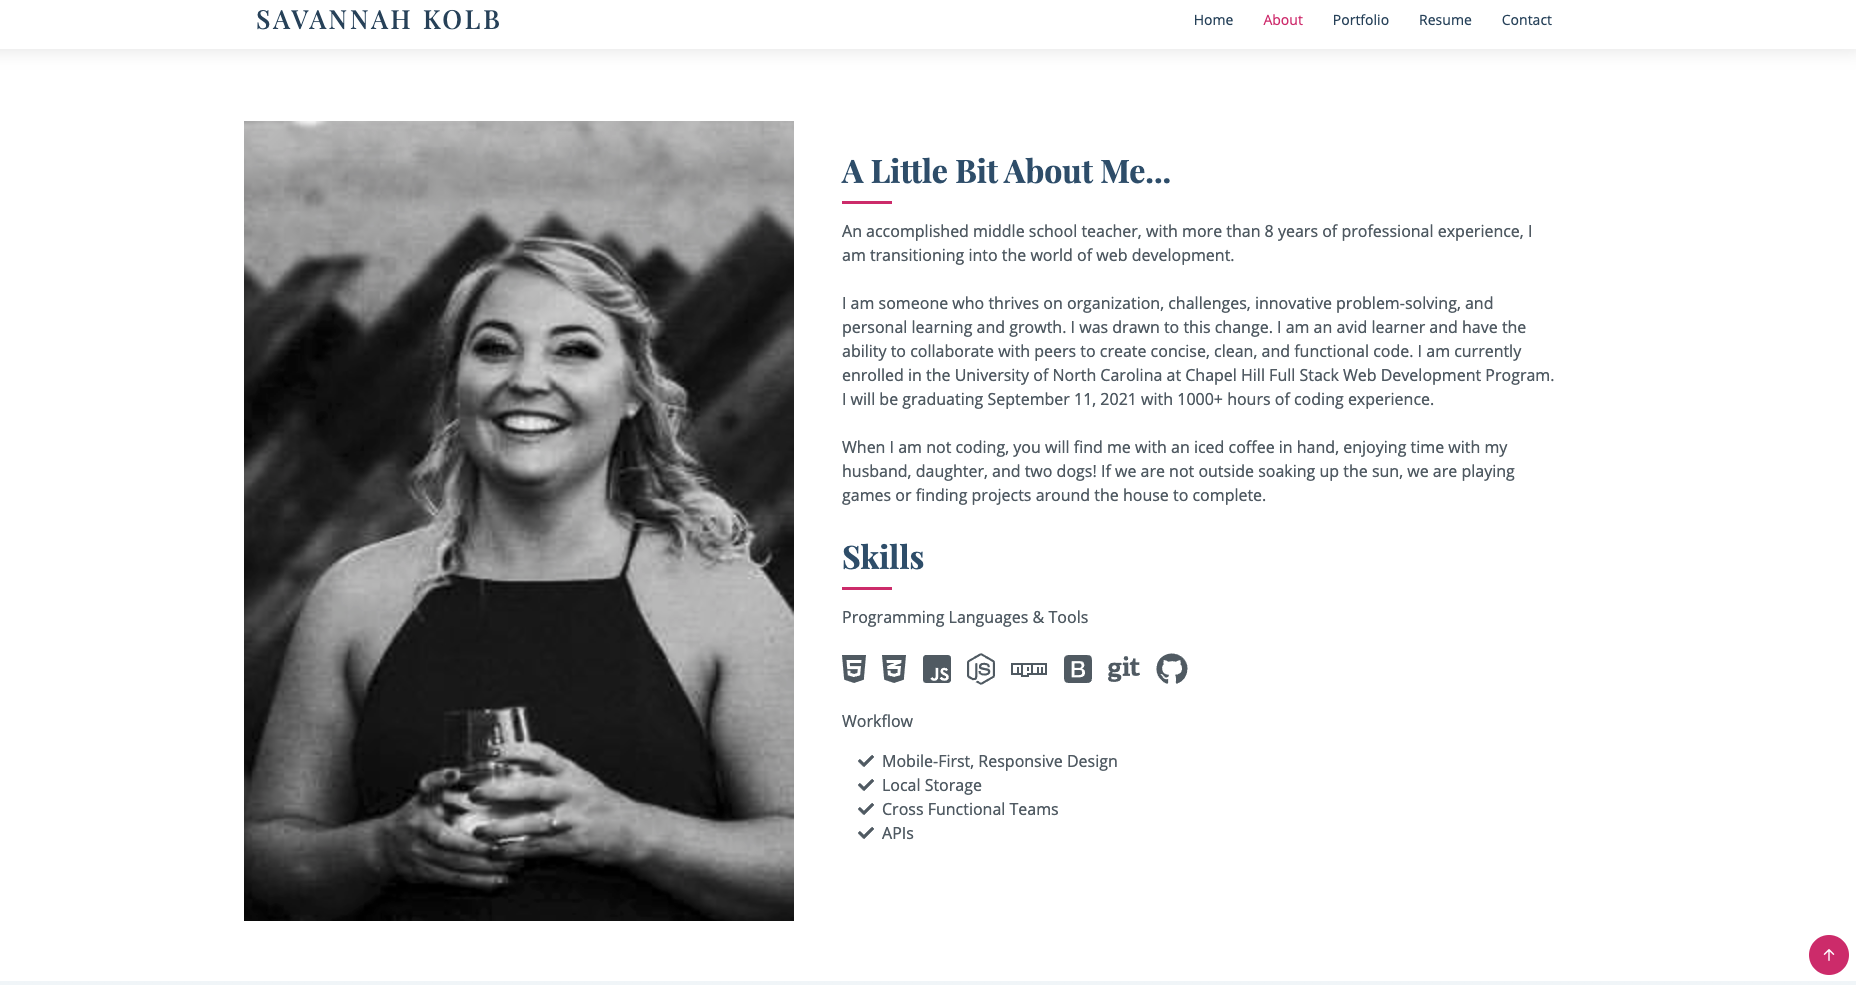 SAVANNAH KOLB
Home About Portfolio Resume Contact
A Little Bit About Me...
An accomplished middle school teacher, with more than 8 years of professional experience, I
am transitioning into the world of web development.
I am someone who thrives on organization, challenges, innovative problem-solving, and
personal learning and growth. I was drawn to this change. I am an avid learner and have the
ability to collaborate with peers to create concise, clean, and functional code. I am currently
enrolled in the University of North Carolina at Chapel Hill Full Stack Web Development Program.
I will be graduating September 11, 2021 with 1000+ hours of coding experience.
When I am not coding, you will find me with an iced coffee in hand, enjoying time with my
husband, daughter, and two dogs! If we are not outside soaking up the sun, we are playing
games or finding projects around the house to complete.
Skills
Programming Languages & Tools
5 3 JS JS npm B git
Workflow
Mobile-First, Responsive Design
Local Storage
Cross Functional Teams
APIs